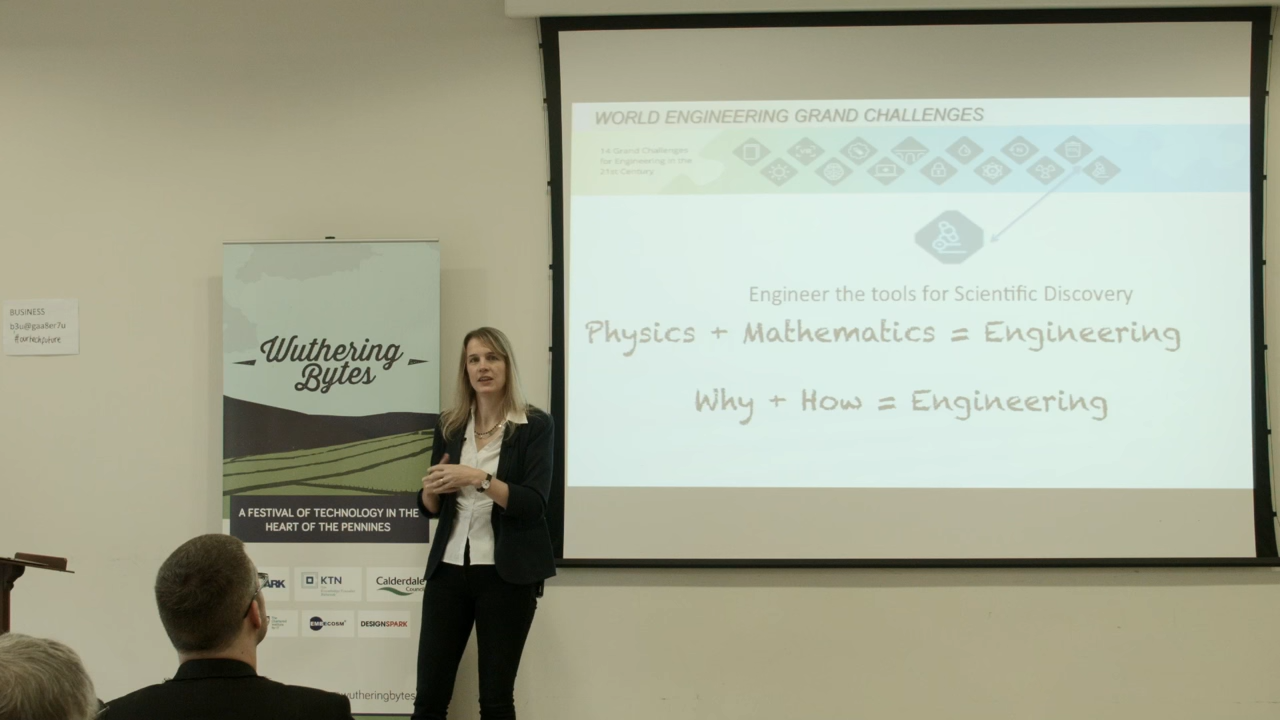 BUSINESS
WORLD ENGINEERING GRAND CHALLENGES
14 Grand Challenges
for Engineering in the
21st Century
Engineer the tools for Scientific Discovery
Physics + Mathematics = Engineering
Why + How = Engineering
Wuthering
Bytes
A FESTIVAL OF TECHNOLOGY IN THE
HEART OF THE PENNINES
KTN
Calderdale
Council
EMBECOSM
DESIGNSPARK
wutheringbytes